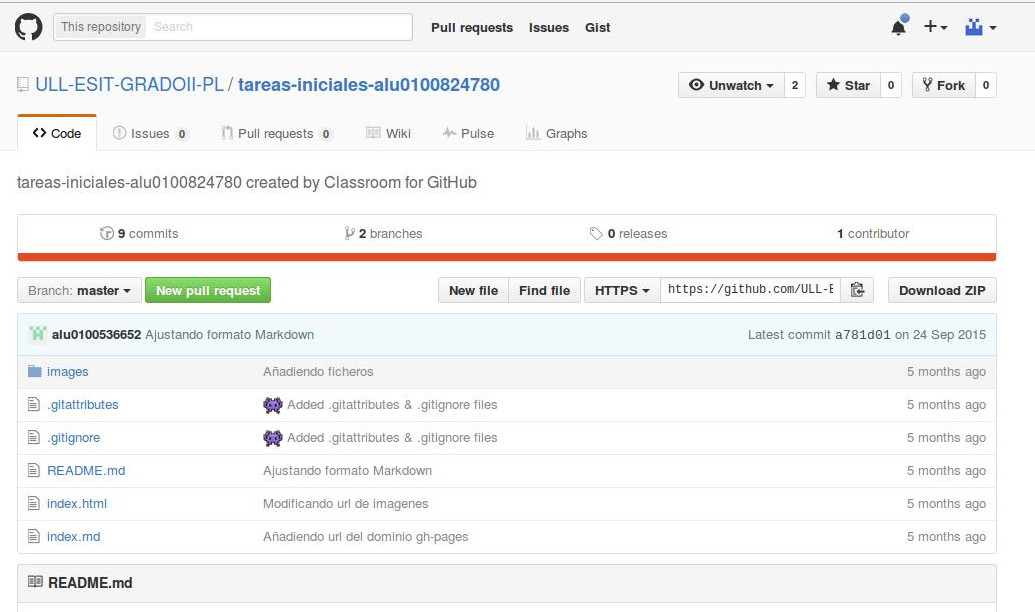 This repository Search Pull requests Issues Gist
ULL-ESIT-GRADOII-PL / tareas-iniciales-alu0100824780 Unwatch 2 Star 0 Fork 0
Code Issues 0 Pull requests 0 Wiki Pulse Graphs
tareas-iniciales-alu0100824780 created by Classroom for GitHub
9 commits 2 branches 0 releases 1 contributor
Branch: master New pull request New file Find file HTTPS https://github.com/ULL-E Download ZIP
alu0100536652 Ajustando formato Markdown Latest commit a781d01 on 24 Sep 2015
images Añadiendo ficheros 5 months ago
.gitattributes Added .gitattributes & .gitignore files 5 months ago
.gitignore Added .gitattributes & .gitignore files 5 months ago
README.md Ajustando formato Markdown 5 months ago
index.html Modificando url de imagenes 5 months ago
index.md Añadiendo url del dominio gh-pages 5 months ago
README.md